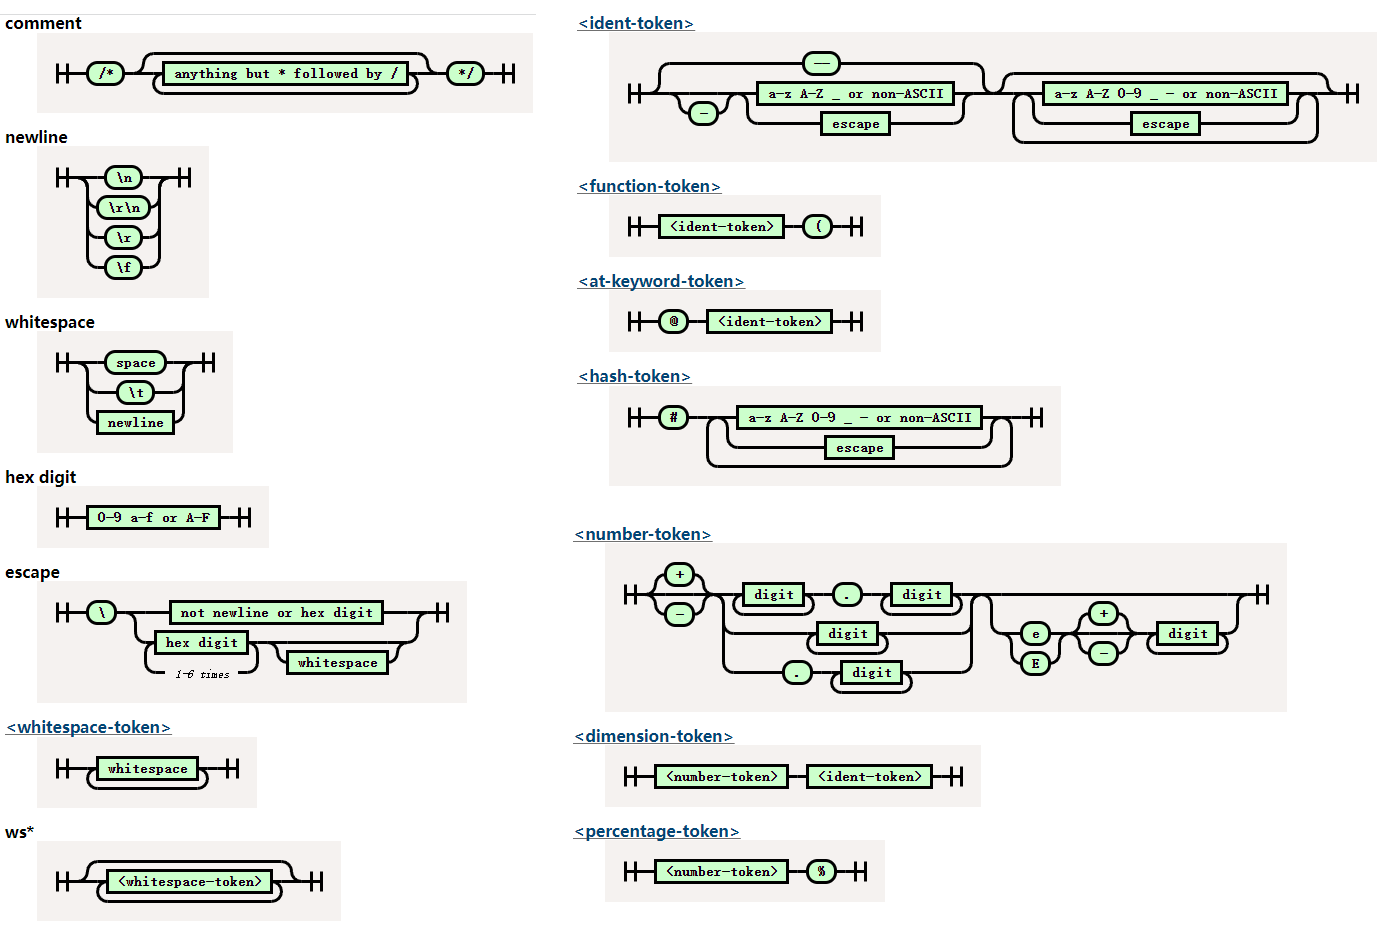 comment
/* anything but * followed by / */
newline
\n
\r\n
\r
\f
whitespace
space
\t
newline
hex digit
0-9 a-f or A-F
escape
\ not newline or hex digit
hex digit
whitespace
1-6 times
<whitespace-token>
whitespace
ws*
<whitespace-token>
<ident-token>
--
a-z A-Z _ or non-ASCII a-z A-Z 0-9 _ - or non-ASCII
-
escape escape
<function-token>
<ident-token> (
<at-keyword-token>
@ <ident-token>
<hash-token>
# a-z A-Z 0-9 _ - or non-ASCII
escape
<number-token>
+
digit . digit
-
+
digit e digit
-
E
. digit
<dimension-token>
<number-token> <ident-token>
<percentage-token>
<number-token> %